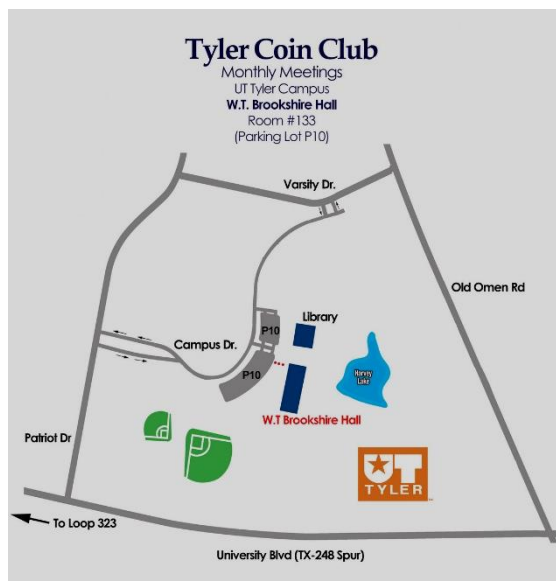 Tyler Coin Club
Monthly Meetings
UT Tyler Campus
W.T. Brookshire Hall
Room #133
(Parking Lot P10)
Varsity Dr.
Old Omen Rd
Library
P10
Campus Dr.
P10
Harvey Lake
W.T Brookshire Hall
Patriot Dr
UT
TYLER
To Loop 323
University Blvd (TX-248 Spur)